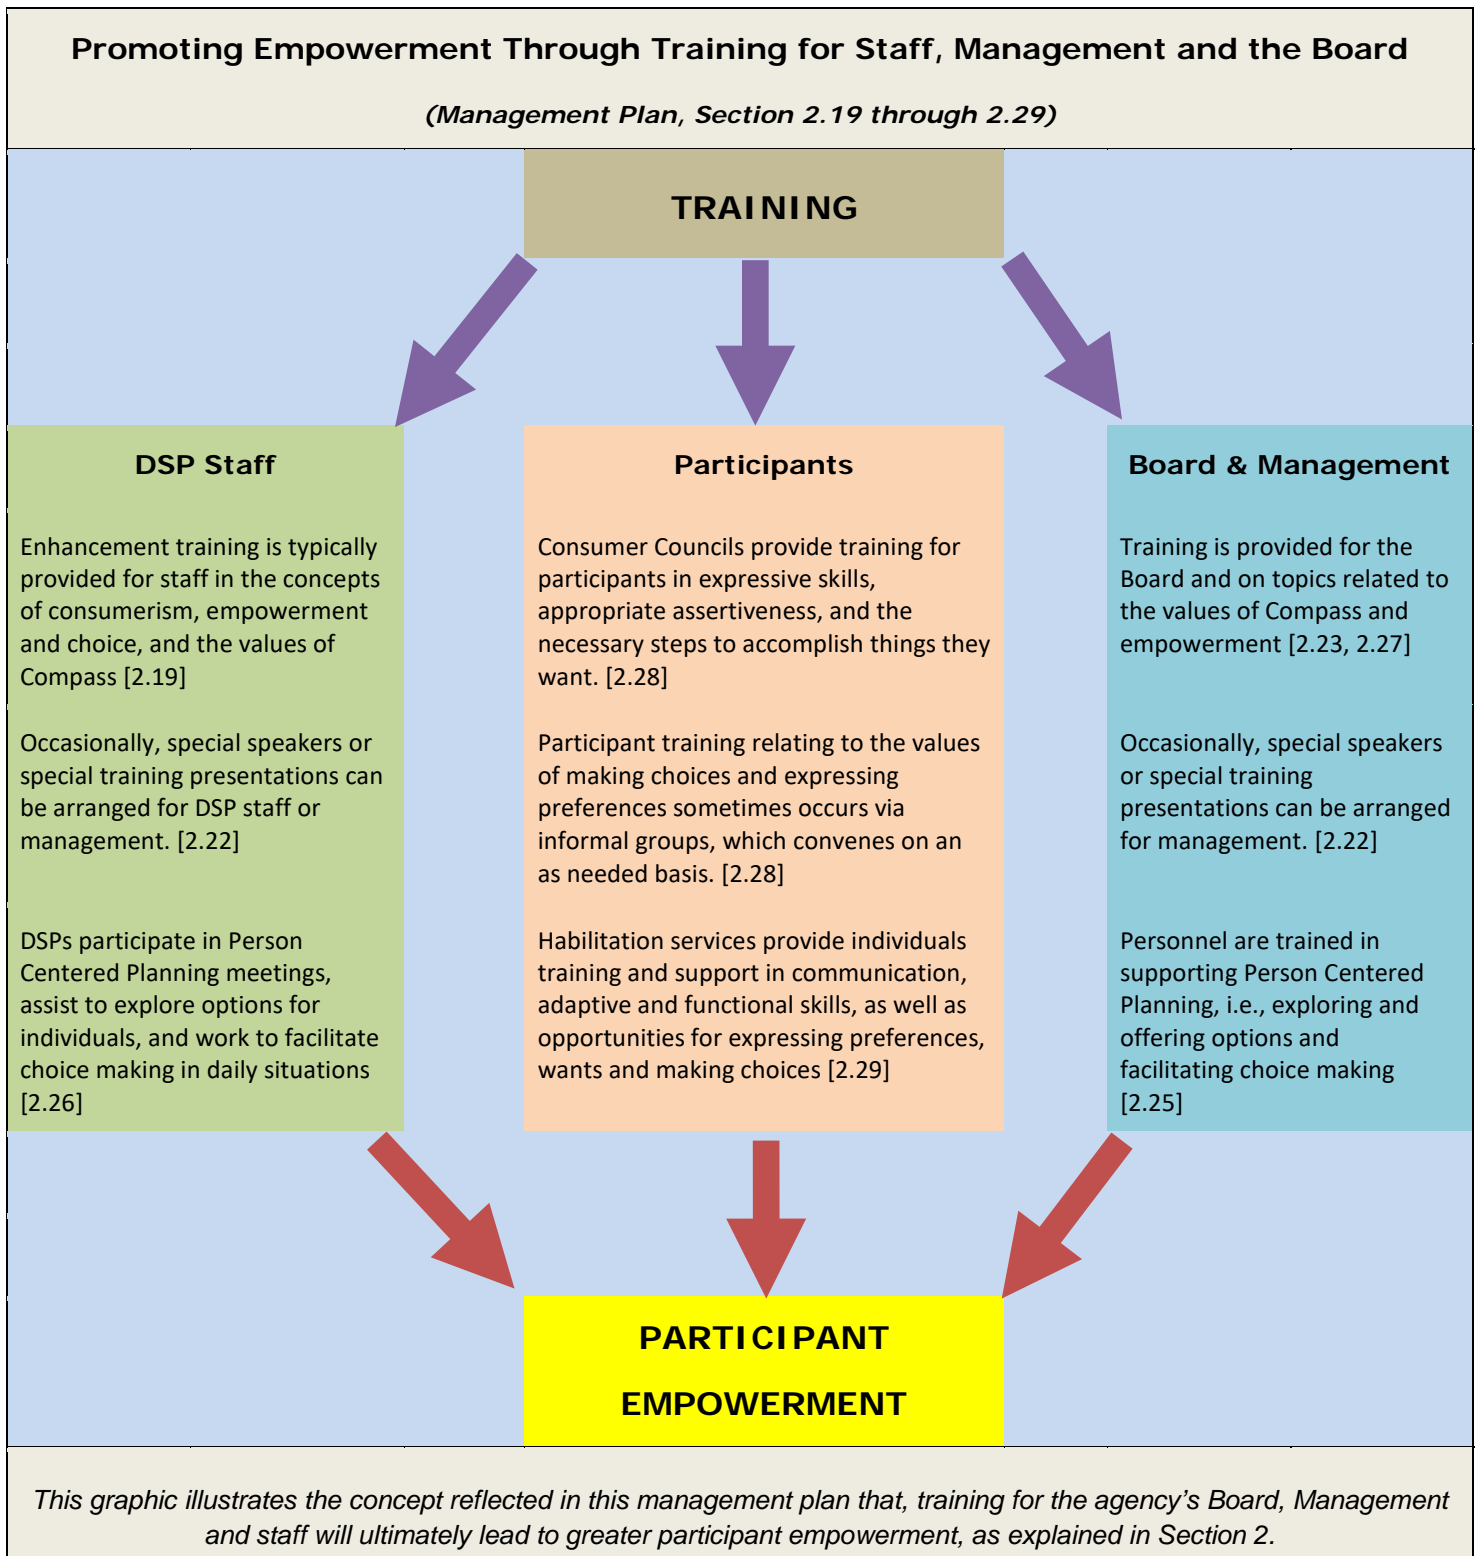 Promoting Empowerment Through Training for Staff, Management and the Board
(Management Plan, Section 2.19 through 2.29)
TRAINING
DSP Staff
Enhancement training is typically
provided for staff in the concepts
of consumerism, empowerment
and choice, and the values of
Compass [2.19]
Occasionally, special speakers or
special training presentations can
be arranged for DSP staff or
management. [2.22]
DSPs participate in Person
Centered Planning meetings,
assist to explore options for
individuals, and work to facilitate
choice making in daily situations
[2.26]
Participants
Consumer Councils provide training for
participants in expressive skills,
appropriate assertiveness, and the
necessary steps to accomplish things they
want. [2.28]
Participant training relating to the values
of making choices and expressing
preferences sometimes occurs via
informal groups, which convenes on an
as needed basis. [2.28]
Habilitation services provide individuals
training and support in communication,
adaptive and functional skills, as well as
opportunities for expressing preferences,
wants and making choices [2.29]
Board & Management
Training is provided for the
Board and on topics related to
the values of Compass and
empowerment [2.23, 2.27]
Occasionally, special speakers
or special training
presentations can be arranged
for management. [2.22]
Personnel are trained in
supporting Person Centered
Planning, i.e., exploring and
offering options and
facilitating choice making
[2.25]
PARTICIPANT
EMPOWERMENT
This graphic illustrates the concept reflected in this management plan that, training for the agency's Board, Management
and staff will ultimately lead to greater participant empowerment, as explained in Section 2.